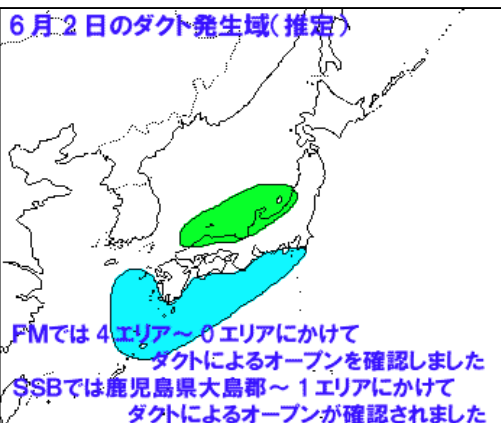 6月2日のダクト発生域(推定)
FMでは4エリア～0エリアにかけて
ダクトによるオープンを確認しました
SSBでは鹿児島県大島郡～1エリアにかけて
ダクトによるオープンが確認されました